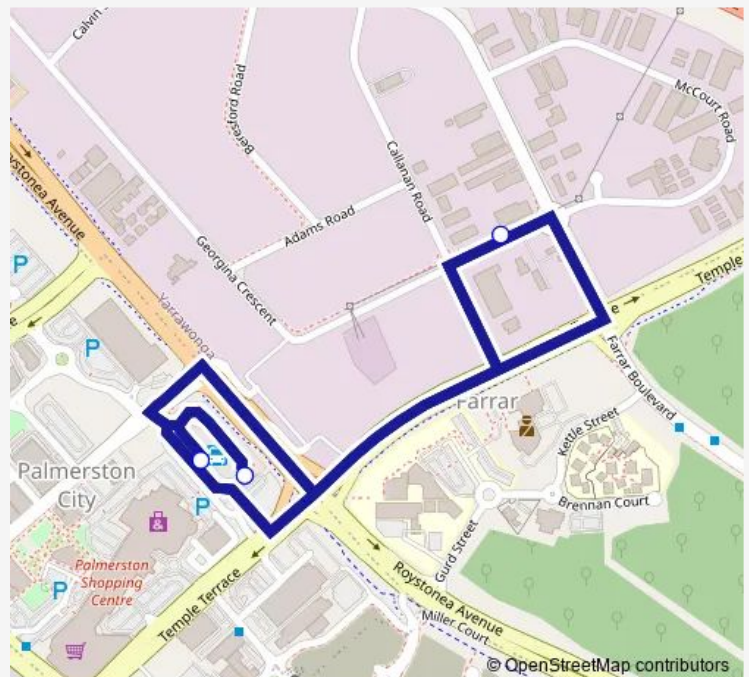 Calvin
McCourt Road
Beresford Road
Callanan Road
Roystonea Avenue
Adams Road
Georgina Crescent
Temple
P
Yarrawonga
P
Farrar
Farrar Boulevard
Kettle Street
Palmerston
City
P
Brennan Court
Gurd Street
Palmerston
Shopping
Centre
P
Temple Terrace
Roystonea Avenue
Miller Court
© OpenStreetMap contributors